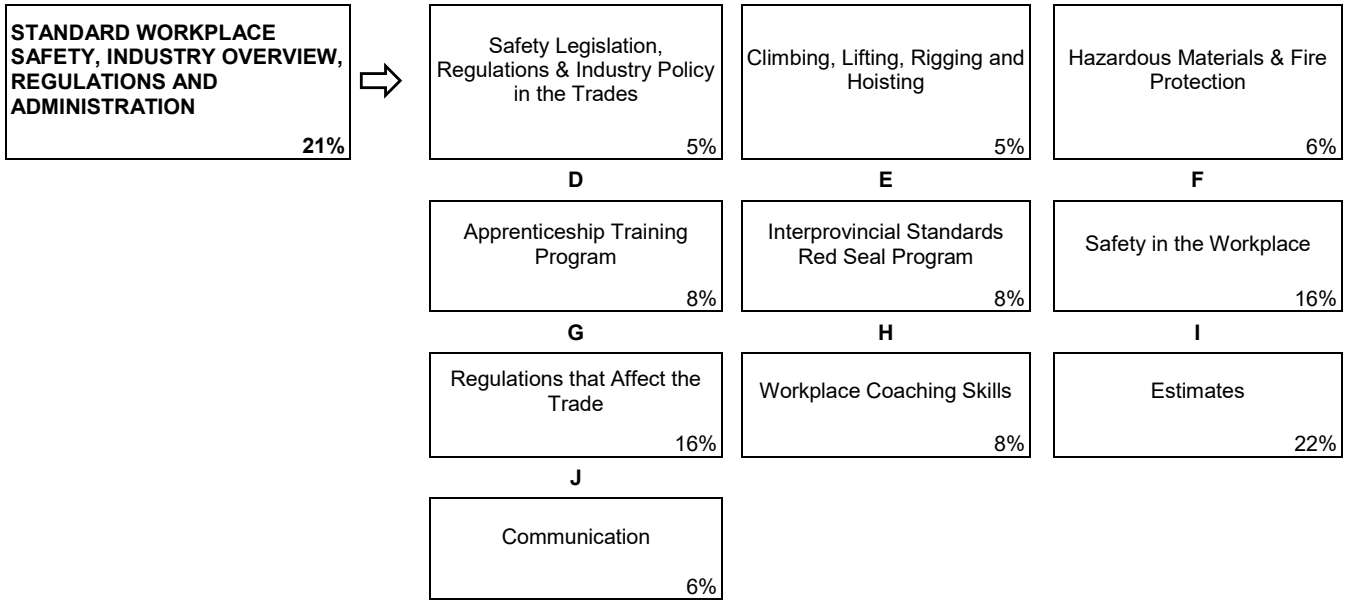 STANDARD WORKPLACE
SAFETY, INDUSTRY OVERVIEW,
REGULATIONS AND
ADMINISTRATION
21%
Safety Legislation,
Regulations & Industry Policy
in the Trades
5%
Climbing, Lifting, Rigging and
Hoisting
5%
Hazardous Materials & Fire
Protection
6%
D
Apprenticeship Training
Program
8%
E
Interprovincial Standards
Red Seal Program
8%
F
Safety in the Workplace
16%
G
Regulations that Affect the
Trade
16%
H
Workplace Coaching Skills
8%
I
Estimates
22%
J
Communication
6%